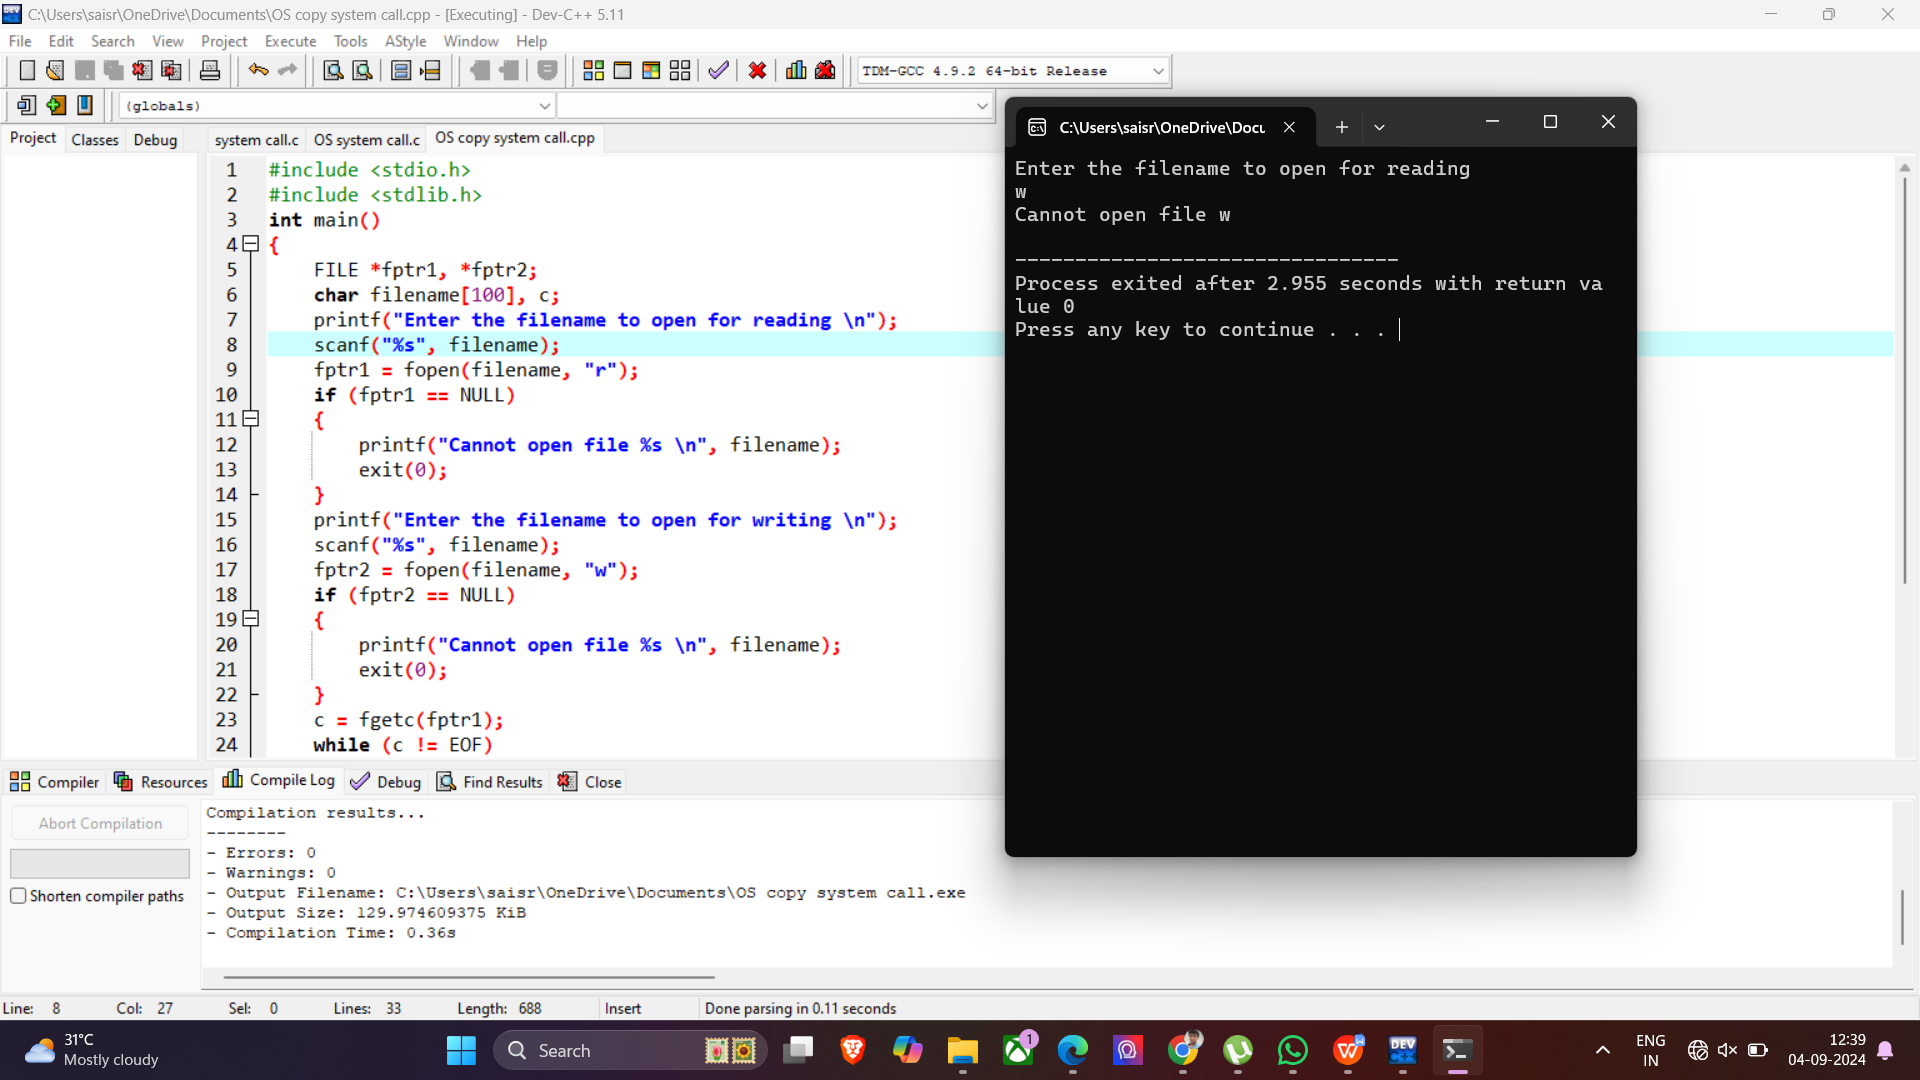 C:\Users\saisr\OneDrive\Documents\OS copy system call.cpp - [Executing] - Dev-C++ 5.11
File Edit Search View Project Execute Tools AStyle Window Help
TDM-GCC 4.9.2 64-bit Release
(globals)
Project Classes Debug
system call.c OS system call.c OS copy system call.cpp
1 #include <stdio.h>
2 #include <stdlib.h>
3 int main()
4 {
5 FILE *fptr1, *fptr2;
6 char filename[100], c;
7 printf("Enter the filename to open for reading \n");
8 scanf("%s", filename);
9 fptr1 = fopen(filename, "r");
10 if (fptr1 == NULL)
11 {
12 printf("Cannot open file %s \n", filename);
13 exit(0);
14 }
15 printf("Enter the filename to open for writing \n");
16 scanf("%s", filename);
17 fptr2 = fopen(filename, "w");
18 if (fptr2 == NULL)
19 {
20 printf("Cannot open file %s \n", filename);
21 exit(0);
22 }
23 c = fgetc(fptr1);
24 while (c != EOF)
C:\Users\saisr\OneDrive\Docu
Enter the filename to open for reading
w
Cannot open file w
--------------------------------
Process exited after 2.955 seconds with return va
lue 0
Press any key to continue . . .
Compiler Resources Compile Log Debug Find Results Close
Abort Compilation
Shorten compiler paths
Compilation results...
--------
- Errors: 0
- Warnings: 0
- Output Filename: C:\Users\saisr\OneDrive\Documents\OS copy system call.exe
- Output Size: 129.974609375 KiB
- Compilation Time: 0.36s
Line: 8 Col: 27 Sel: 0 Lines: 33 Length: 688 Insert Done parsing in 0.11 seconds
31°C
Mostly cloudy
Search
1
DEV
C++
ENG
IN
12:39
04-09-2024